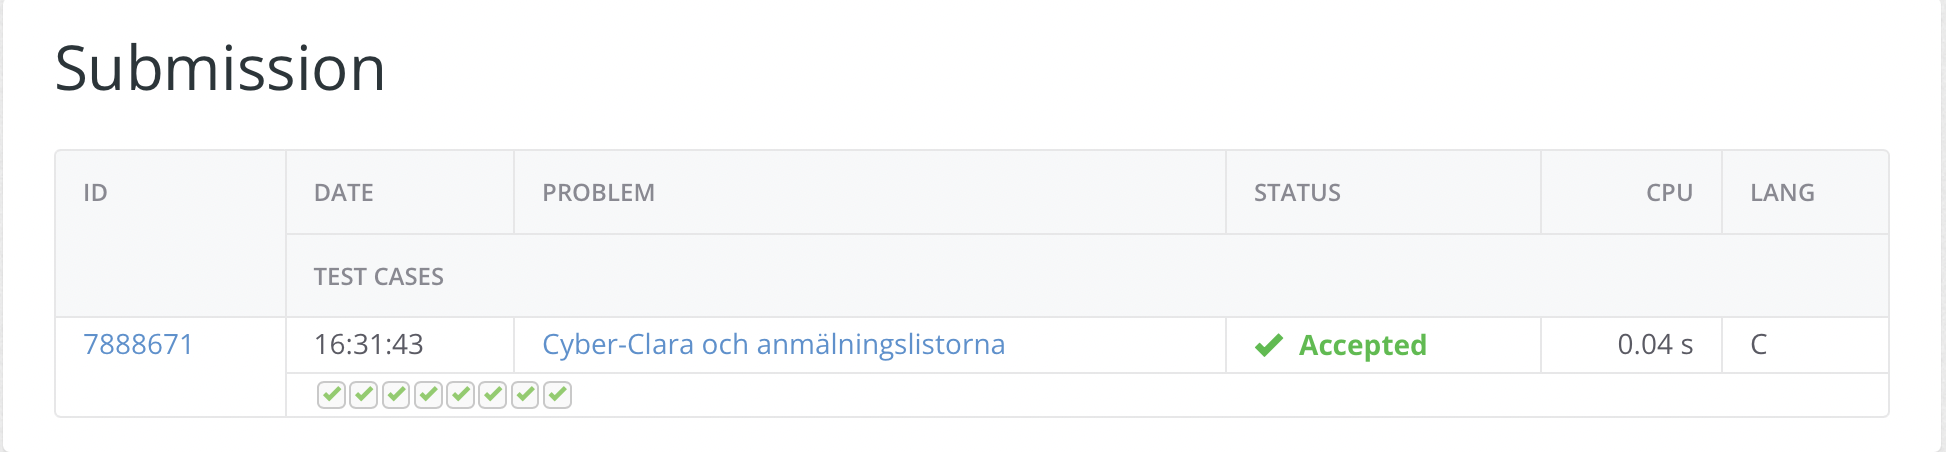 Submission
ID DATE PROBLEM STATUS CPU LANG
TEST CASES
7888671 16:31:43 Cyber-Clara och anmälningslistorna Accepted 0.04 s C